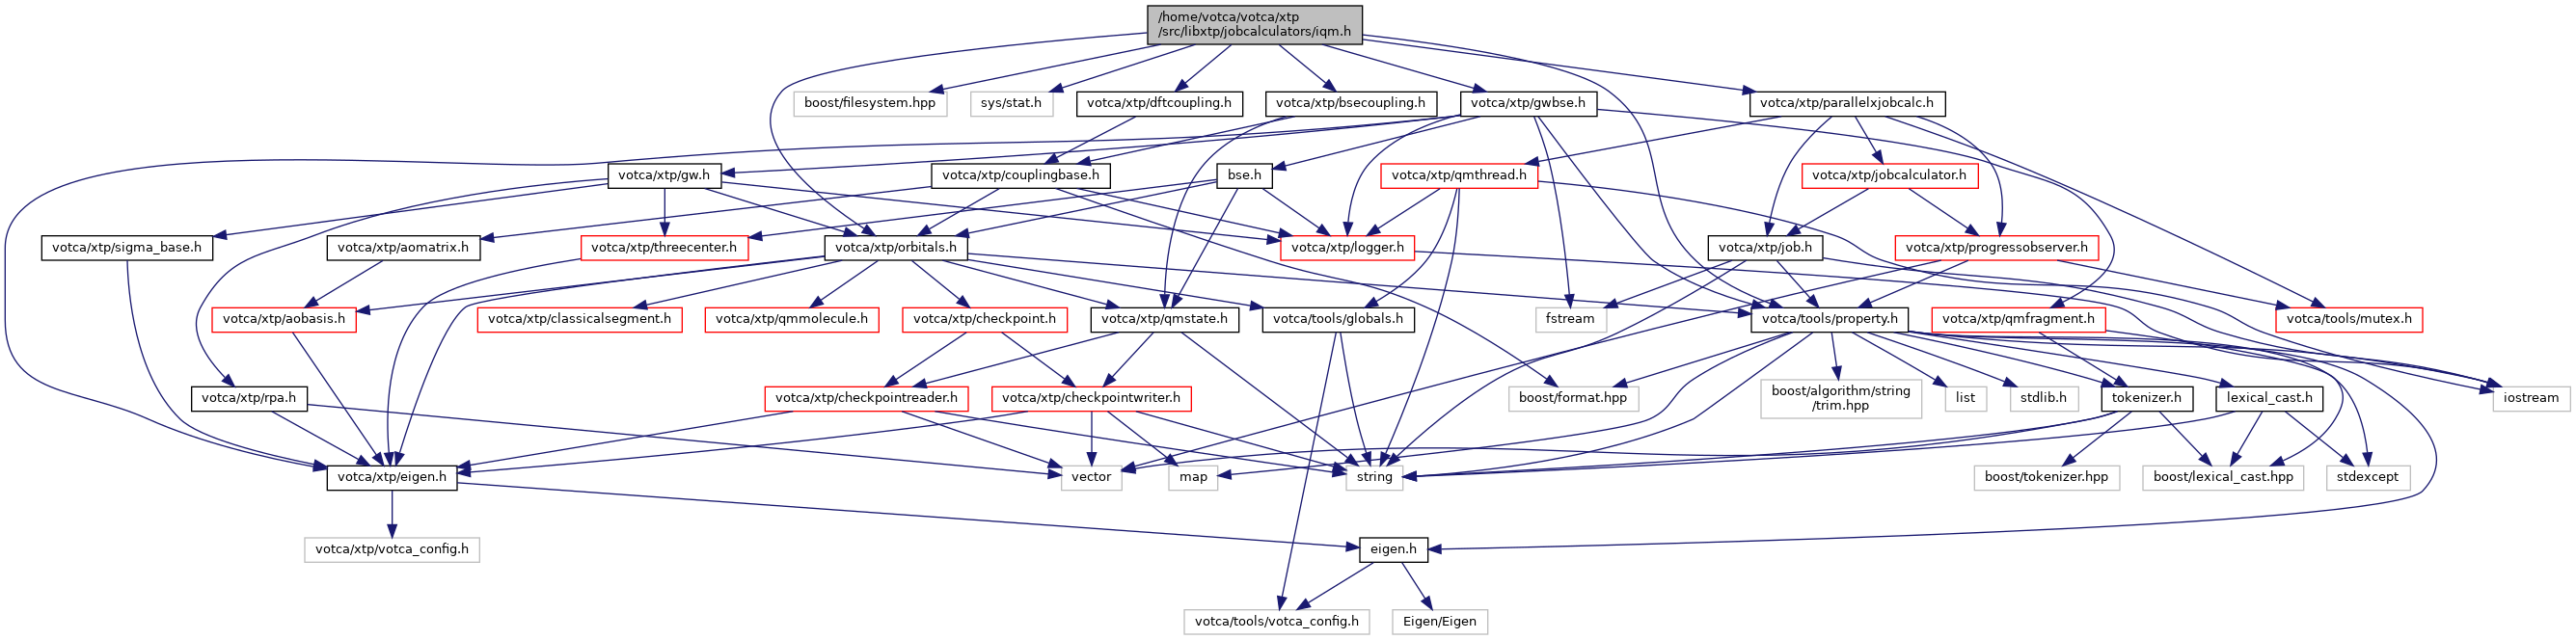 /home/votca/votca/xtp
/src/libxtp/jobcalculators/iqm.h
boost/filesystem.hpp
sys/stat.h
votca/xtp/dftcoupling.h
votca/xtp/bsecoupling.h
votca/xtp/gwbse.h
votca/xtp/parallelxjobcalc.h
votca/xtp/gw.h
votca/xtp/couplingbase.h
bse.h
votca/xtp/qmthread.h
votca/xtp/jobcalculator.h
votca/xtp/sigma_base.h
votca/xtp/aomatrix.h
votca/xtp/threecenter.h
votca/xtp/orbitals.h
votca/xtp/logger.h
votca/xtp/job.h
votca/xtp/progressobserver.h
votca/xtp/aobasis.h
votca/xtp/classicalsegment.h
votca/xtp/qmmolecule.h
votca/xtp/checkpoint.h
votca/xtp/qmstate.h
votca/tools/globals.h
fstream
votca/tools/property.h
votca/xtp/qmfragment.h
votca/tools/mutex.h
votca/xtp/rpa.h
votca/xtp/checkpointreader.h
votca/xtp/checkpointwriter.h
boost/format.hpp
boost/algorithm/string
/trim.hpp
list
stdlib.h
tokenizer.h
lexical_cast.h
iostream
votca/xtp/eigen.h
vector
map
string
boost/tokenizer.hpp
boost/lexical_cast.hpp
stdexcept
votca/xtp/votca_config.h
eigen.h
votca/tools/votca_config.h
Eigen/Eigen